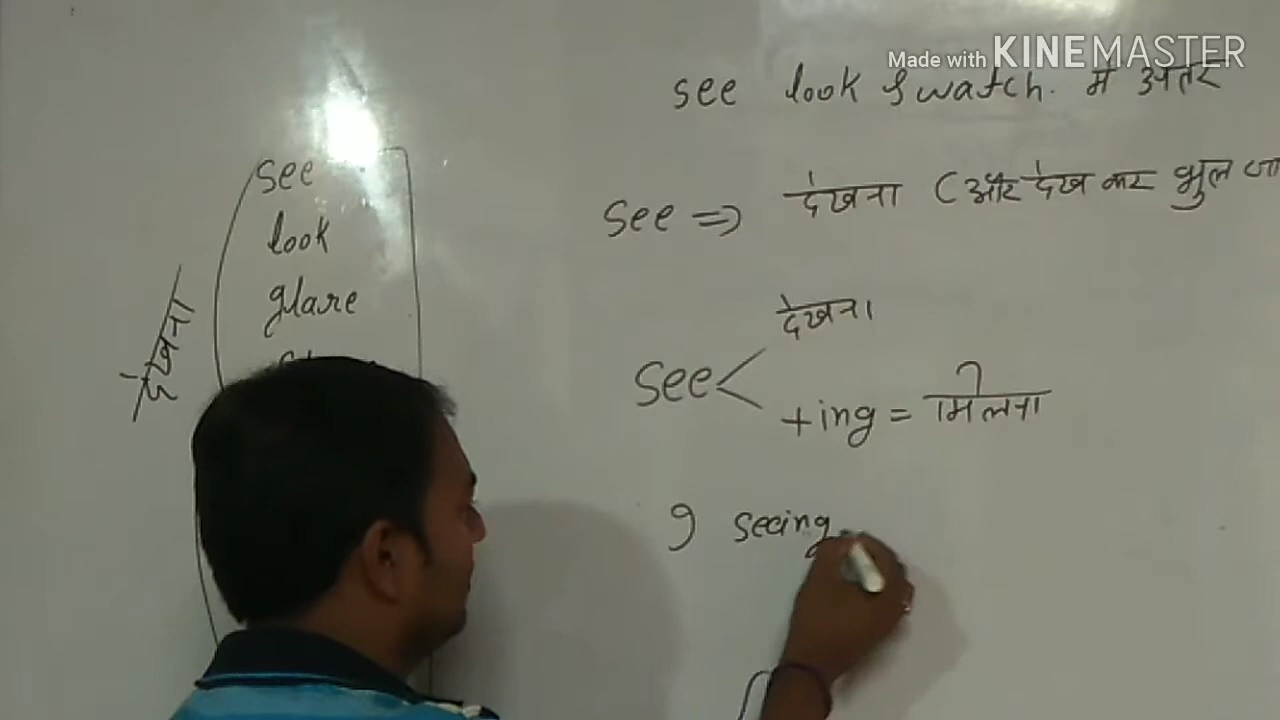 Made with KINEMASTER
see look & watch. में अंतर
see => देखना (और देख कर भुल जा
see < देखना
+ing = मिलना
I seeing
see
look
glare
देखना